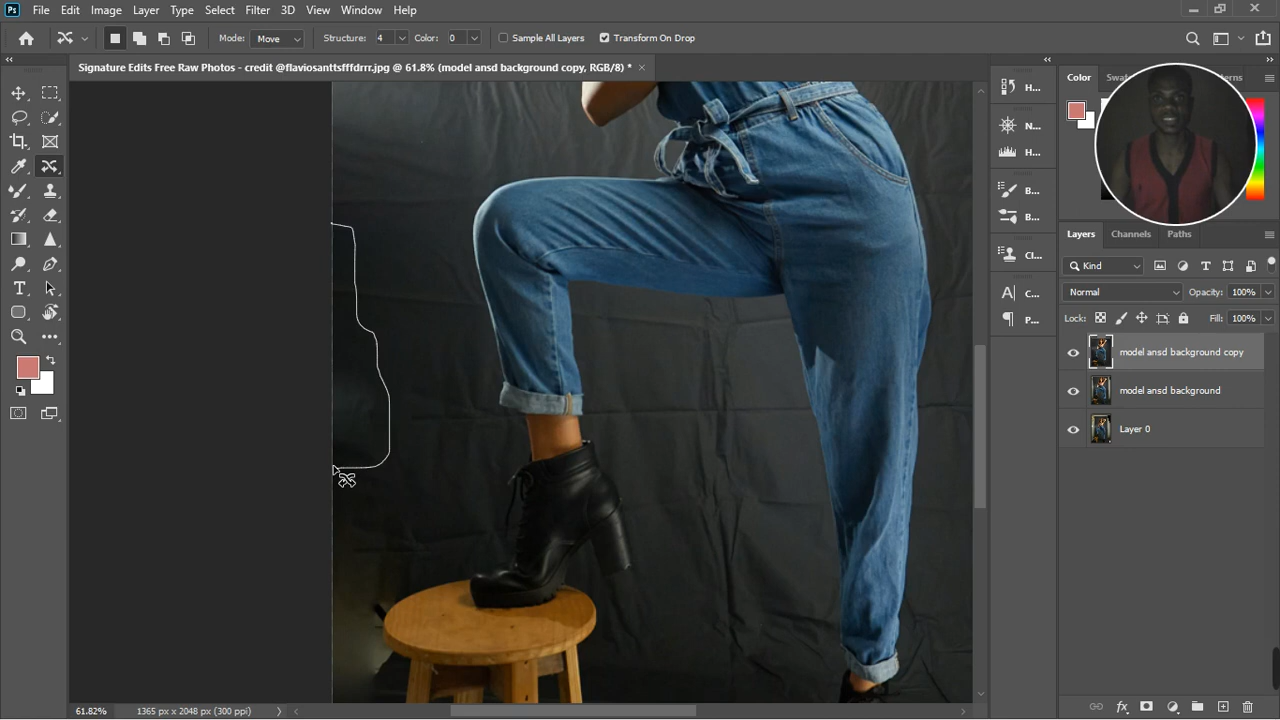 Ps File Edit Image Layer Type Select Filter 3D View Window Help
Mode: Move Structure: 4 Color: 0 Sample All Layers Transform On Drop
Signature Edits Free Raw Photos - credit @flaviosanttsfffdrrr.jpg @ 61.8% (model ansd background copy, RGB/8) *
Color
H...
N...
H...
B...
B...
Cl...
C...
P...
Layers Channels Paths
Kind
Normal Opacity: 100%
Lock: Fill: 100%
model ansd background copy
model ansd background
Layer 0
61.82% 1365 px x 2048 px (300 ppi)